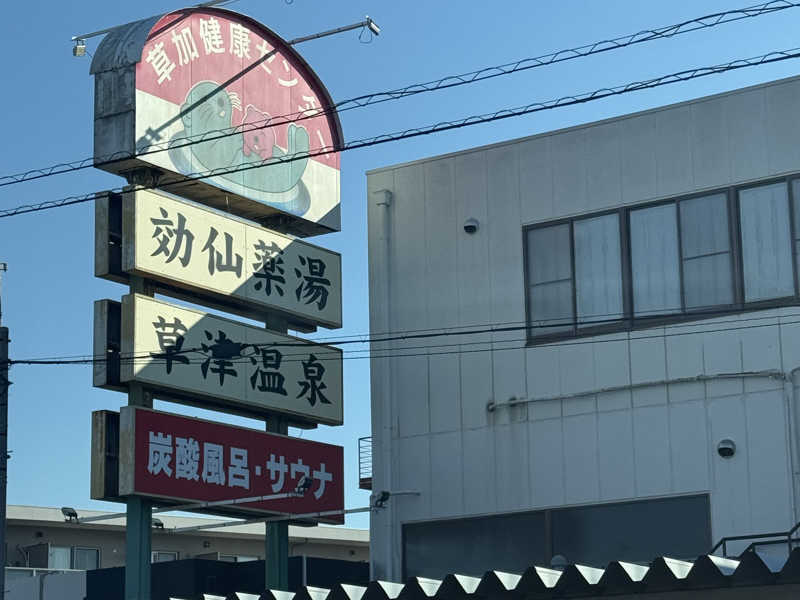 草加健康センター
効仙薬湯
草津温泉
炭酸風呂・サウナ